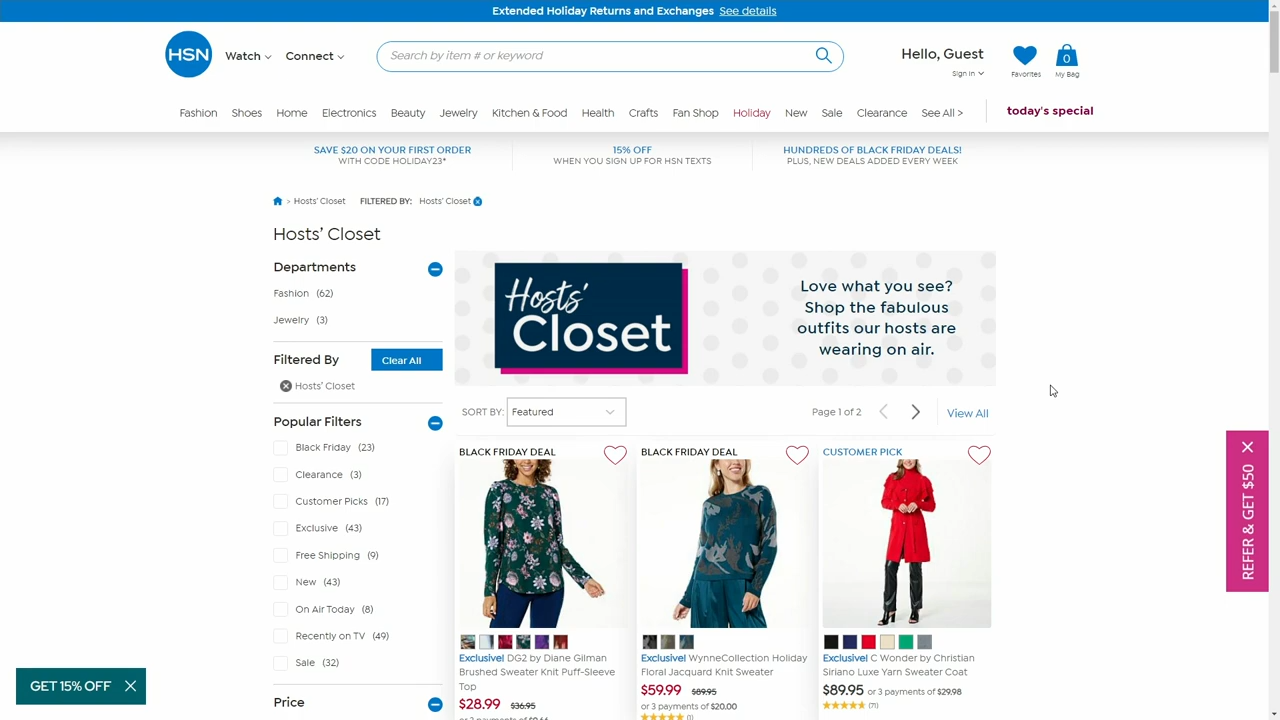 Extended Holiday Returns and Exchanges See details
HSN
Watch
Connect
Search by item # or keyword
Hello, Guest
Sign In
Favorites
0
My Bag
Fashion Shoes Home Electronics Beauty Jewelry Kitchen & Food Health Crafts Fan Shop Holiday New Sale Clearance See All >
today's special
SAVE $20 ON YOUR FIRST ORDER
WITH CODE HOLIDAY23*
15% OFF
WHEN YOU SIGN UP FOR HSN TEXTS
HUNDREDS OF BLACK FRIDAY DEALS!
PLUS, NEW DEALS ADDED EVERY WEEK
> Hosts' Closet FILTERED BY: Hosts' Closet
Hosts' Closet
Departments
Fashion (62)
Jewelry (3)
Filtered By
Clear All
Hosts' Closet
Popular Filters
Black Friday (23)
Clearance (3)
Customer Picks (17)
Exclusive (43)
Free Shipping (9)
New (43)
On Air Today (8)
Recently on TV (49)
Sale (32)
Price
Hosts'
Closet
Love what you see?
Shop the fabulous
outfits our hosts are
wearing on air.
SORT BY: Featured
Page 1 of 2
View All
BLACK FRIDAY DEAL
Exclusive! DG2 by Diane Gilman
Brushed Sweater Knit Puff-Sleeve
Top
$28.99 $36.95
BLACK FRIDAY DEAL
Exclusive! WynneCollection Holiday
Floral Jacquard Knit Sweater
$59.99 $89.95
or 3 payments of $20.00
(1)
CUSTOMER PICK
Exclusive! C Wonder by Christian
Siriano Luxe Yarn Sweater Coat
$89.95 or 3 payments of $29.98
(71)
REFER & GET $50
GET 15% OFF